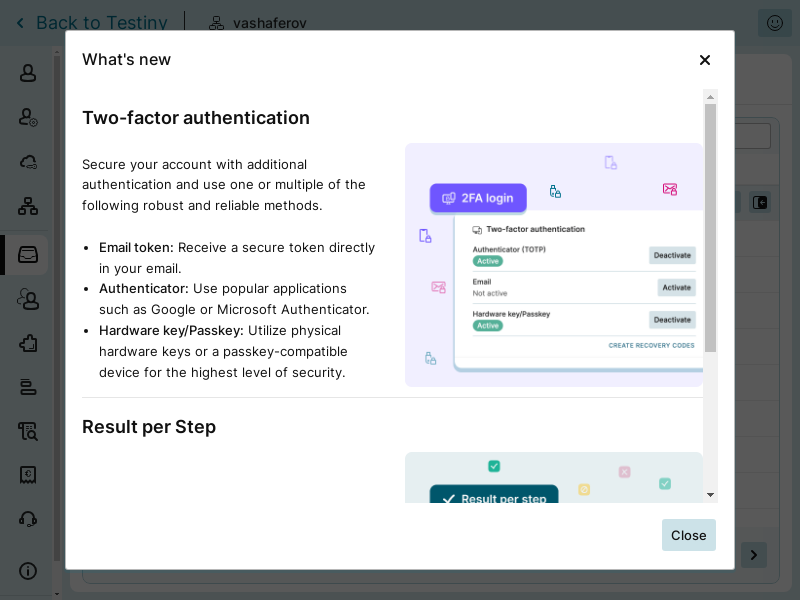 Back to Testiny
vashaferov
What's new
Two-factor authentication
Secure your account with additional
authentication and use one or multiple of the
following robust and reliable methods.
• Email token: Receive a secure token directly
in your email.
• Authenticator: Use popular applications
such as Google or Microsoft Authenticator.
• Hardware key/Passkey: Utilize physical
hardware keys or a passkey-compatible
device for the highest level of security.
2FA login
Two-factor authentication
Authenticator (TOTP)
Active
Deactivate
Email
Not active
Activate
Hardware key/Passkey
Active
Deactivate
CREATE RECOVERY CODES
Result per Step
Result per step
Close